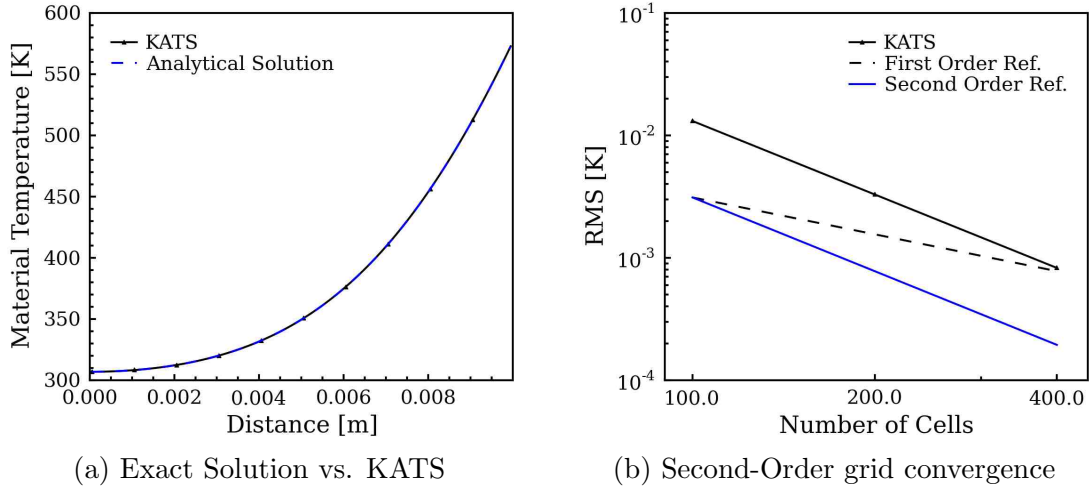 600
550
500
450
400
350
300
Material Temperature [K]
KATS
Analytical Solution
0.000
0.002
0.004
0.006
0.008
Distance [m]
(a) Exact Solution vs. KATS
10⁻¹
10⁻²
10⁻³
10⁻⁴
RMS [K]
KATS
First Order Ref.
Second Order Ref.
100.0
200.0
400.0
Number of Cells
(b) Second-Order grid convergence